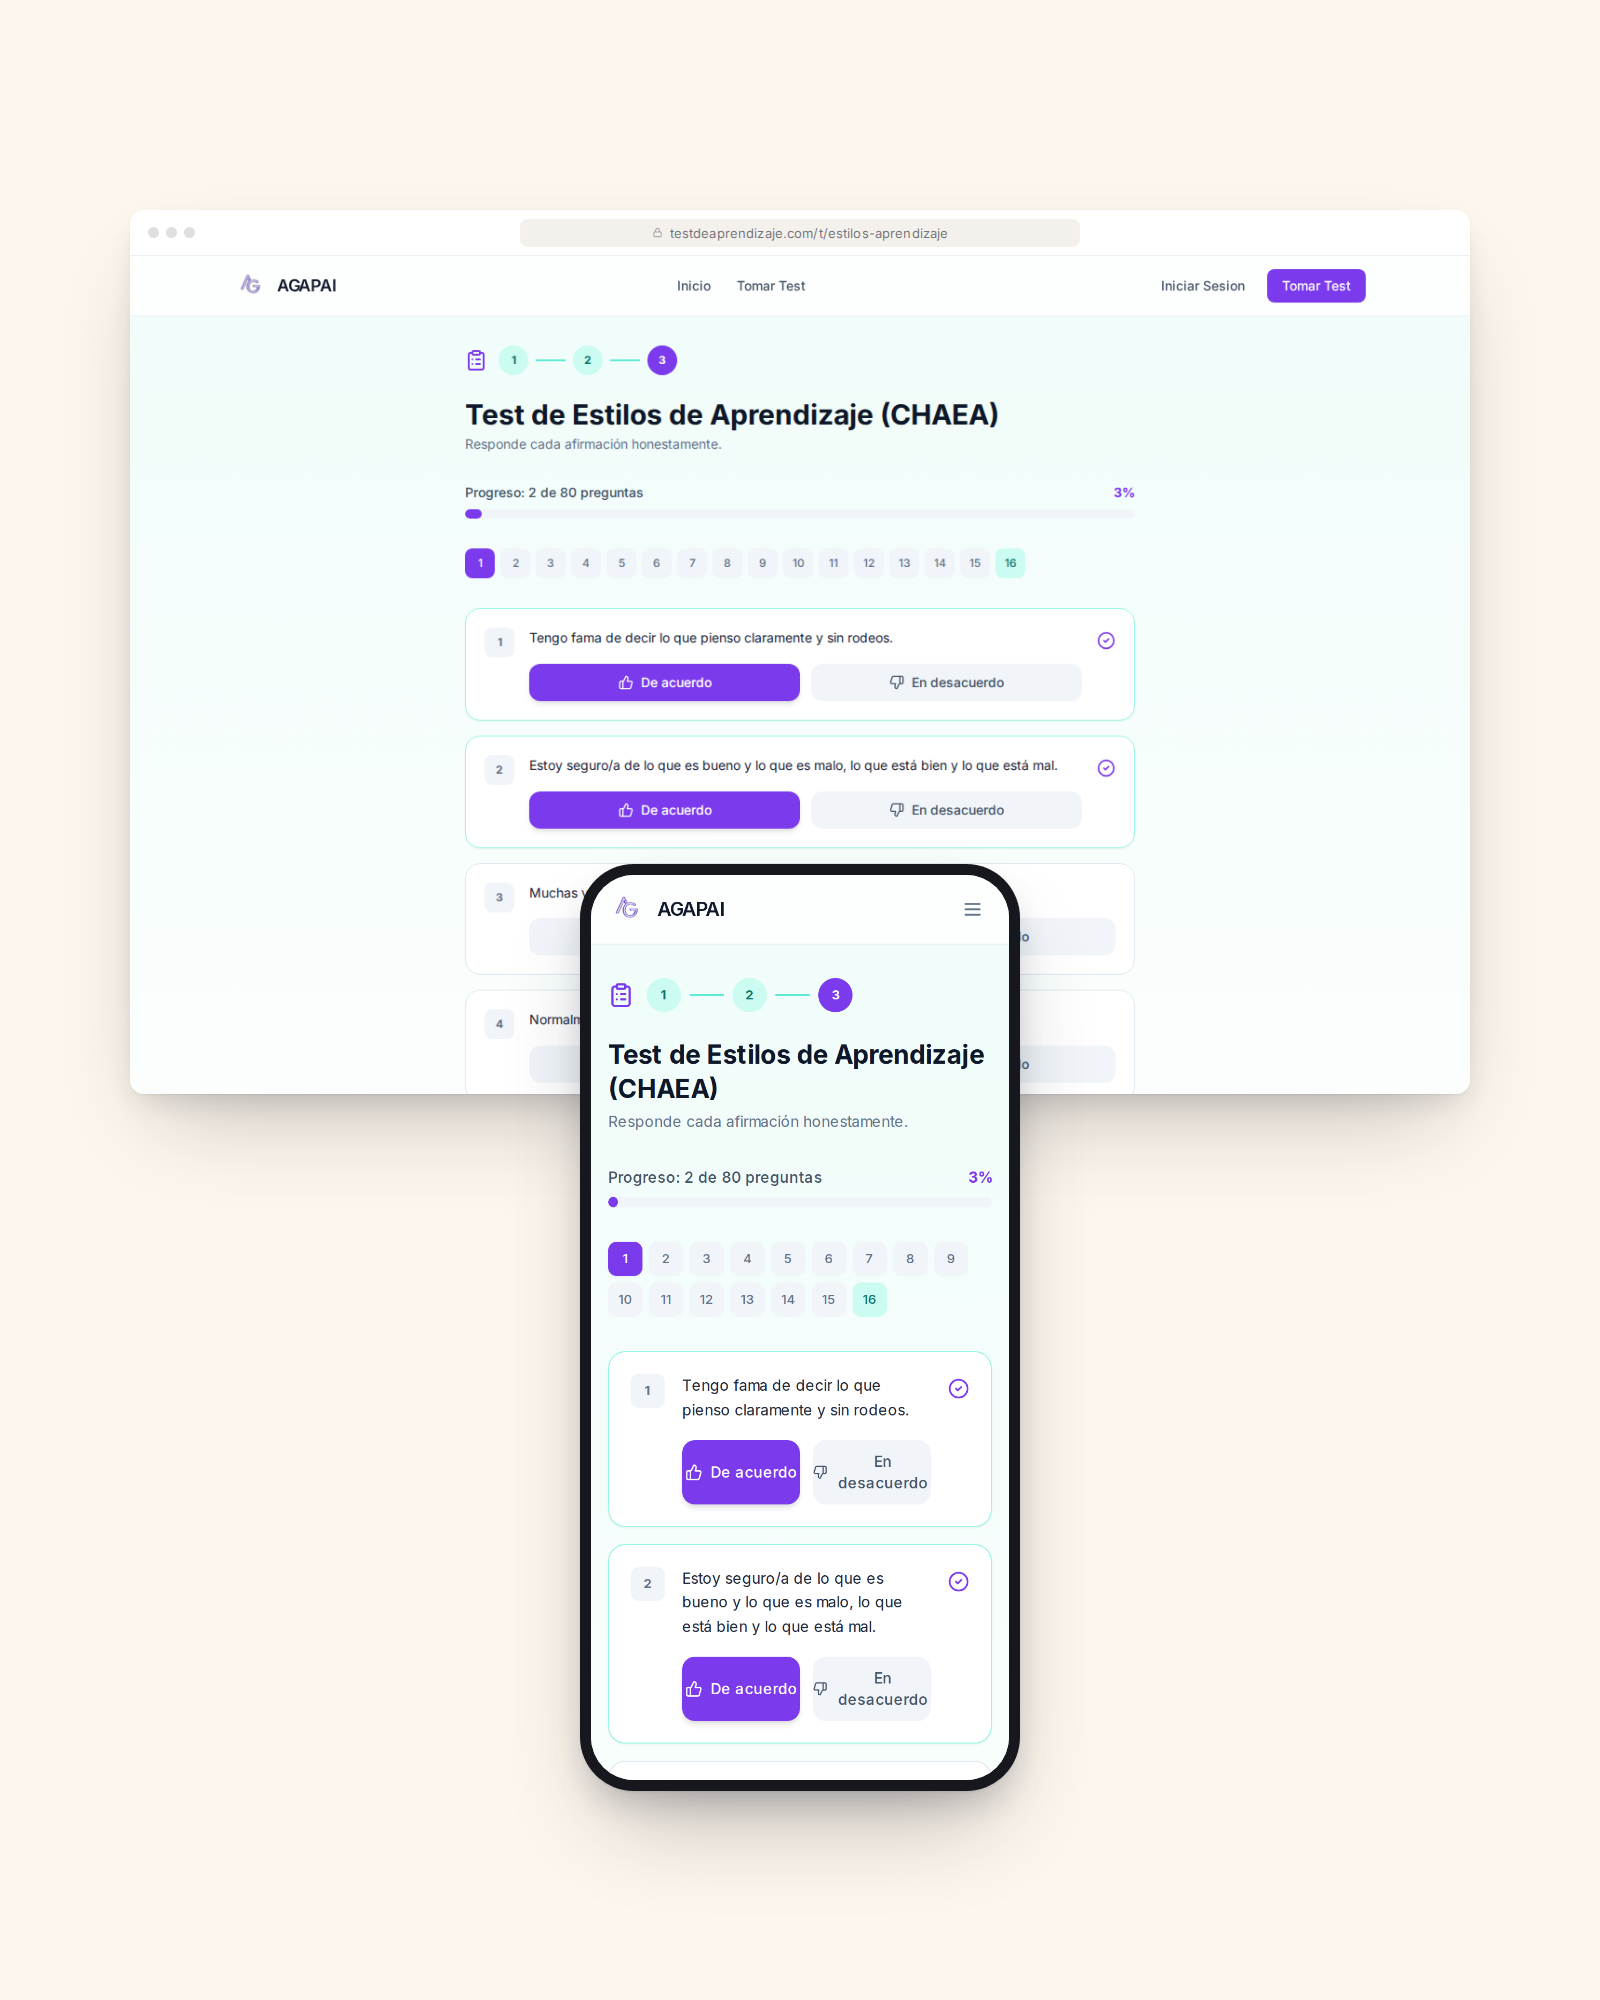 testdeaprendizaje.com/t/estilos-aprendizaje
AG AGAPAI
Inicio Tomar Test
Iniciar Sesion Tomar Test
1 2 3
Test de Estilos de Aprendizaje (CHAEA)
Responde cada afirmación honestamente.
Progreso: 2 de 80 preguntas 3%
1 2 3 4 5 6 7 8 9 10 11 12 13 14 15 16
1 Tengo fama de decir lo que pienso claramente y sin rodeos.
De acuerdo En desacuerdo
2 Estoy seguro/a de lo que es bueno y lo que es malo, lo que está bien y lo que está mal.
De acuerdo En desacuerdo
3 Muchas
4
AG AGAPAI
1 2 3
Test de Estilos de Aprendizaje
(CHAEA)
Responde cada afirmación honestamente.
Progreso: 2 de 80 preguntas 3%
1 2 3 4 5 6 7 8 9
10 11 12 13 14 15 16
1 Tengo fama de decir lo que
pienso claramente y sin rodeos.
De acuerdo En
desacuerdo
2 Estoy seguro/a de lo que es
bueno y lo que es malo, lo que
está bien y lo que está mal.
De acuerdo En
desacuerdo